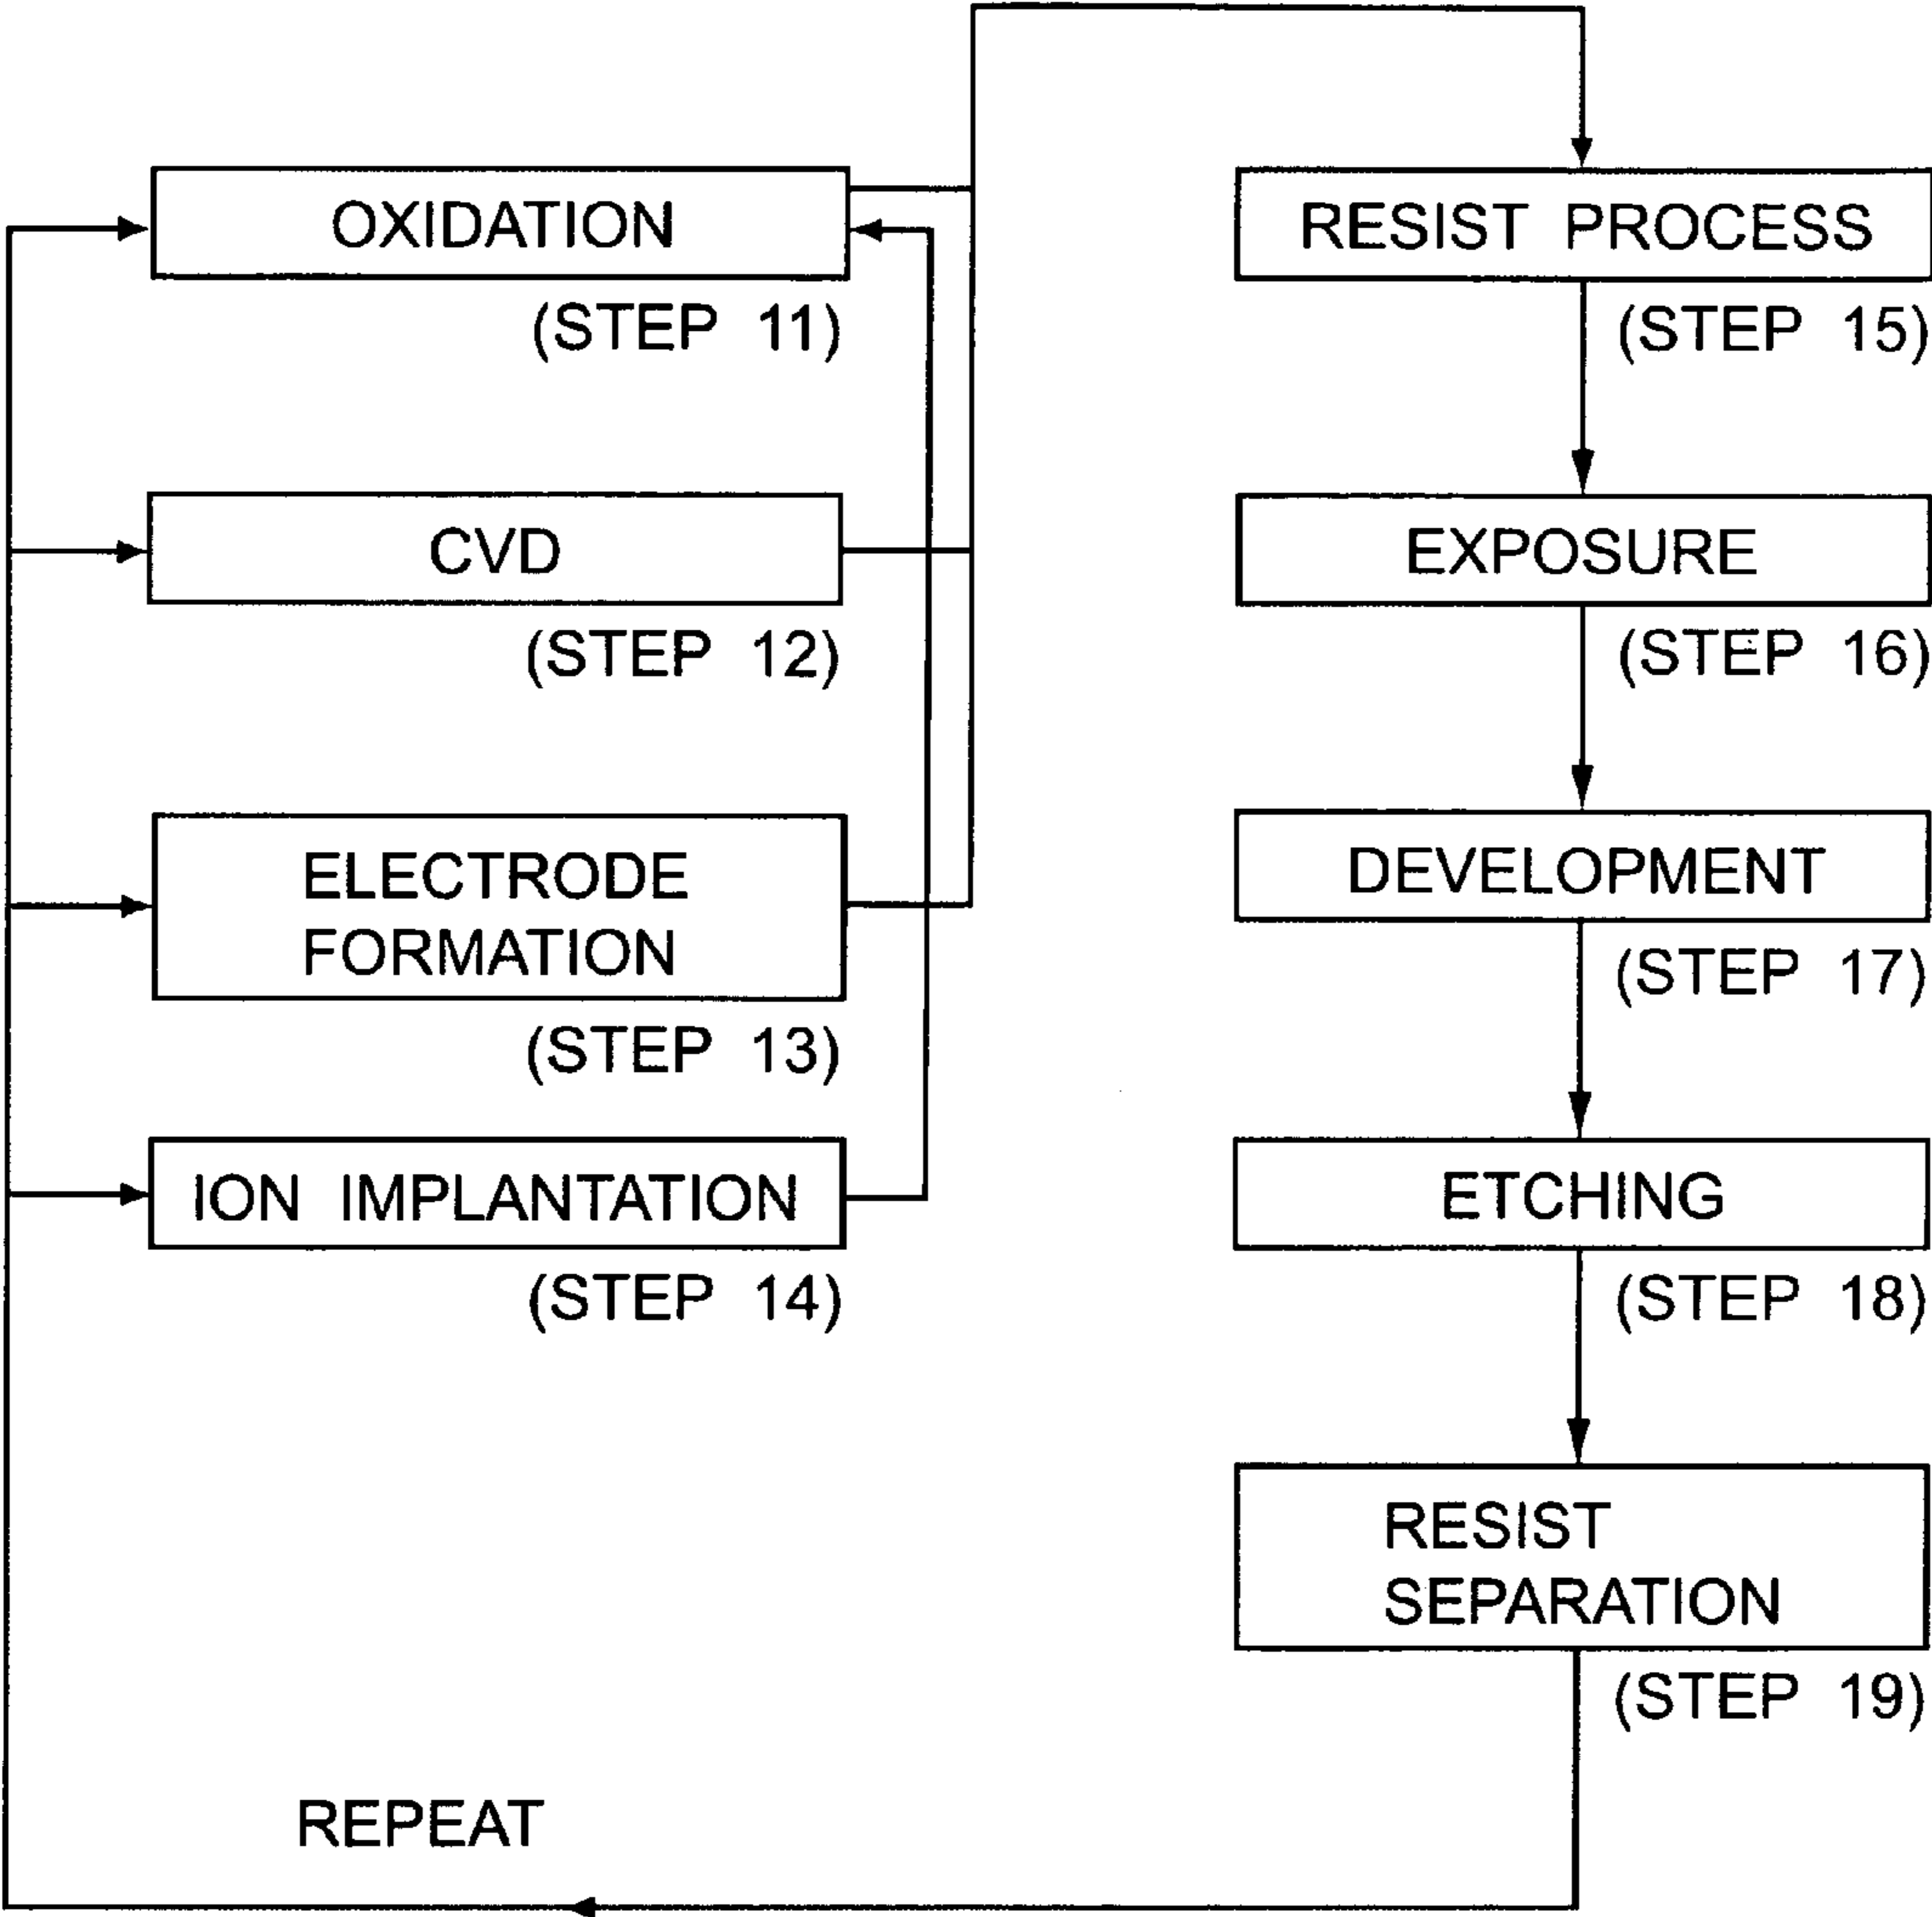 OXIDATION
(STEP 11)
CVD
(STEP 12)
ELECTRODE
FORMATION
(STEP 13)
ION IMPLANTATION
(STEP 14)
RESIST PROCESS
(STEP 15)
EXPOSURE
(STEP 16)
DEVELOPMENT
(STEP 17)
ETCHING
(STEP 18)
RESIST
SEPARATION
(STEP 19)
REPEAT